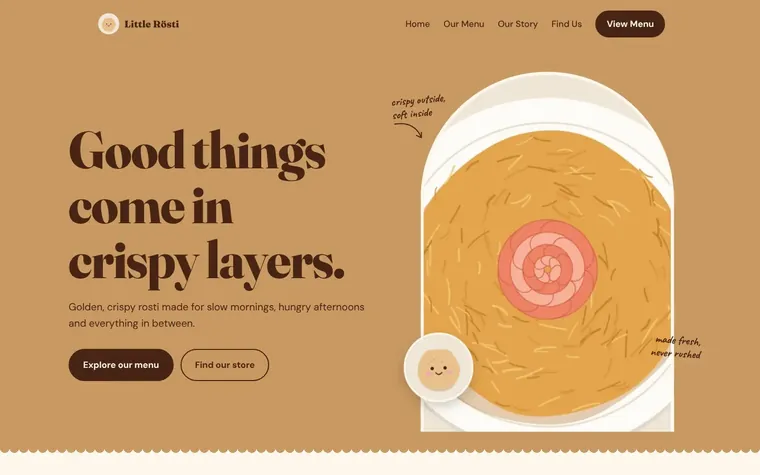 Little Rösti
Home
Our Menu
Our Story
Find Us
View Menu
crispy outside,
soft inside
Good things
come in
crispy layers.
Golden, crispy rosti made for slow mornings, hungry afternoons
and everything in between.
Explore our menu
Find our store
made fresh,
never rushed